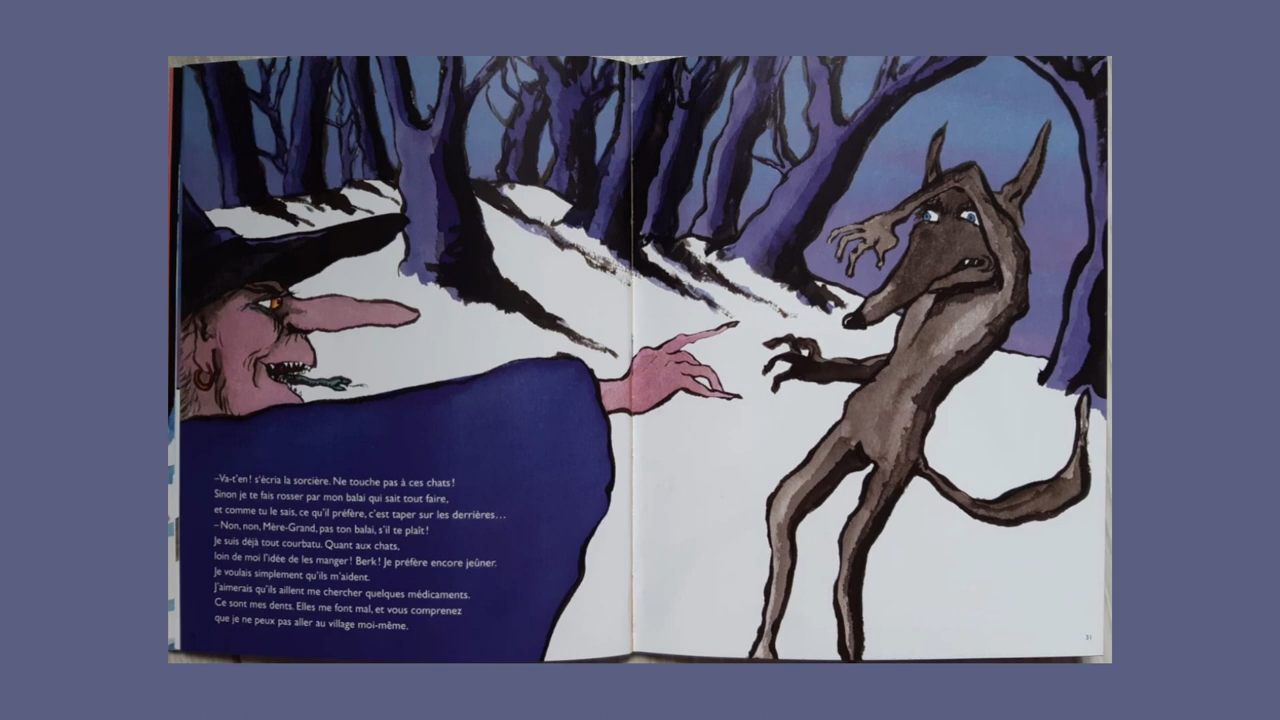 –Va-t'en ! s'écria la sorcière. Ne touche pas à ces chats !
Sinon je te fais rosser par mon balai qui sait tout faire,
et comme tu le sais, ce qu'il préfère, c'est taper sur les derrières…
– Non, non, Mère-Grand, pas ton balai, s'il te plaît !
Je suis déjà tout courbatu. Quant aux chats,
loin de moi l'idée de les manger ! Berk ! Je préfère encore jeûner.
Je voulais simplement qu'ils m'aident.
J'aimerais qu'ils aillent me chercher quelques médicaments.
Ce sont mes dents. Elles me font mal, et vous comprenez
que je ne peux pas aller au village moi-même.
31